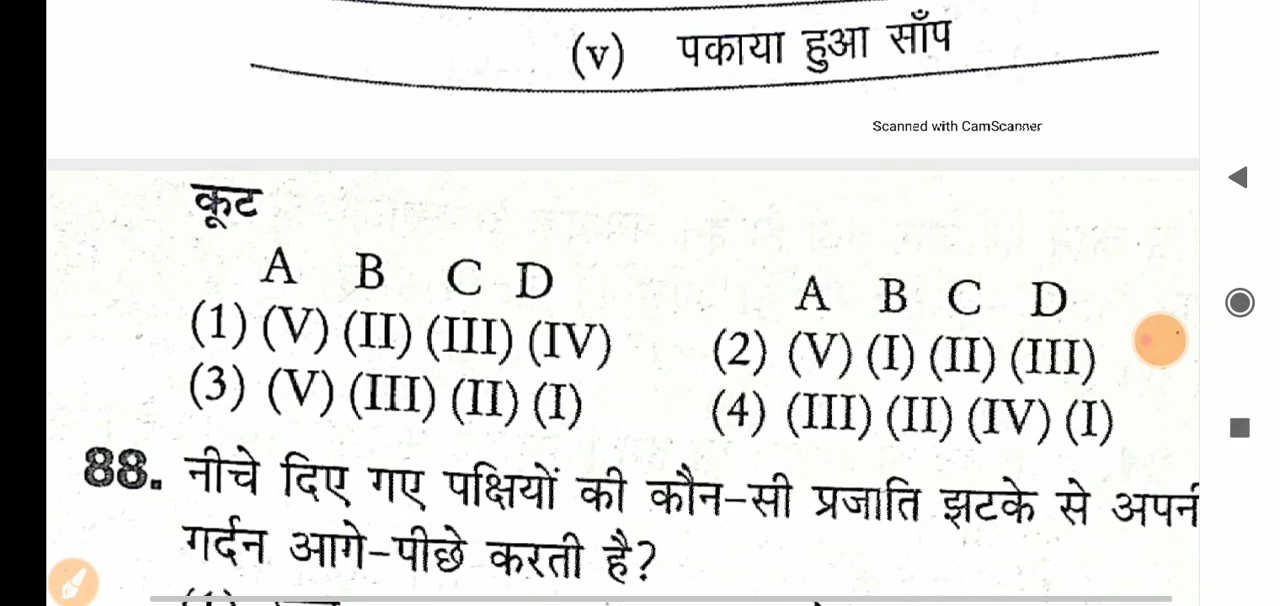 (v) पकाया हुआ साँप
Scanned with CamScanner
कूट
A B C D
(1) (V) (II) (III) (IV)
(3) (V) (III) (II) (I)
A B C D
(2) (V) (I) (II) (III)
(4) (III) (II) (IV) (I)
88. नीचे दिए गए पक्षियों की कौन-सी प्रजाति झटके से अपनी
गर्दन आगे-पीछे करती है?